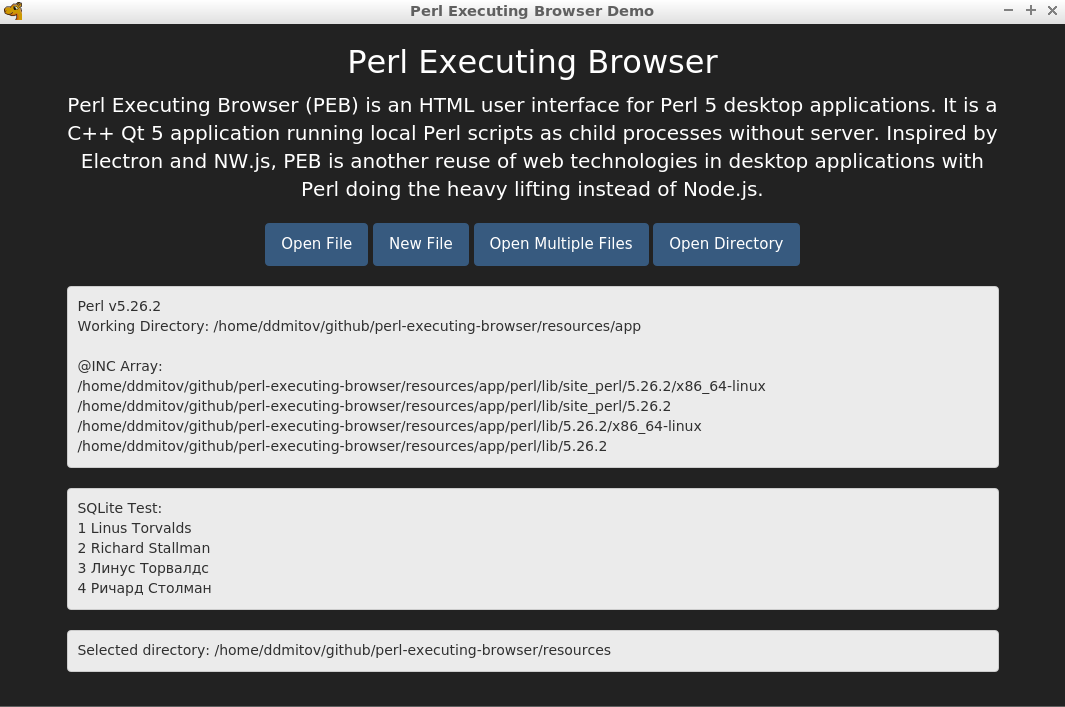 Perl Executing Browser Demo
Perl Executing Browser
Perl Executing Browser (PEB) is an HTML user interface for Perl 5 desktop applications. It is a
C++ Qt 5 application running local Perl scripts as child processes without server. Inspired by
Electron and NW.js, PEB is another reuse of web technologies in desktop applications with
Perl doing the heavy lifting instead of Node.js.
Open File New File Open Multiple Files Open Directory
Perl v5.26.2
Working Directory: /home/ddmitov/github/perl-executing-browser/resources/app
@INC Array:
/home/ddmitov/github/perl-executing-browser/resources/app/perl/lib/site_perl/5.26.2/x86_64-linux
/home/ddmitov/github/perl-executing-browser/resources/app/perl/lib/site_perl/5.26.2
/home/ddmitov/github/perl-executing-browser/resources/app/perl/lib/5.26.2/x86_64-linux
/home/ddmitov/github/perl-executing-browser/resources/app/perl/lib/5.26.2
SQLite Test:
1 Linus Torvalds
2 Richard Stallman
3 Линус Торвалдс
4 Ричард Столман
Selected directory: /home/ddmitov/github/perl-executing-browser/resources